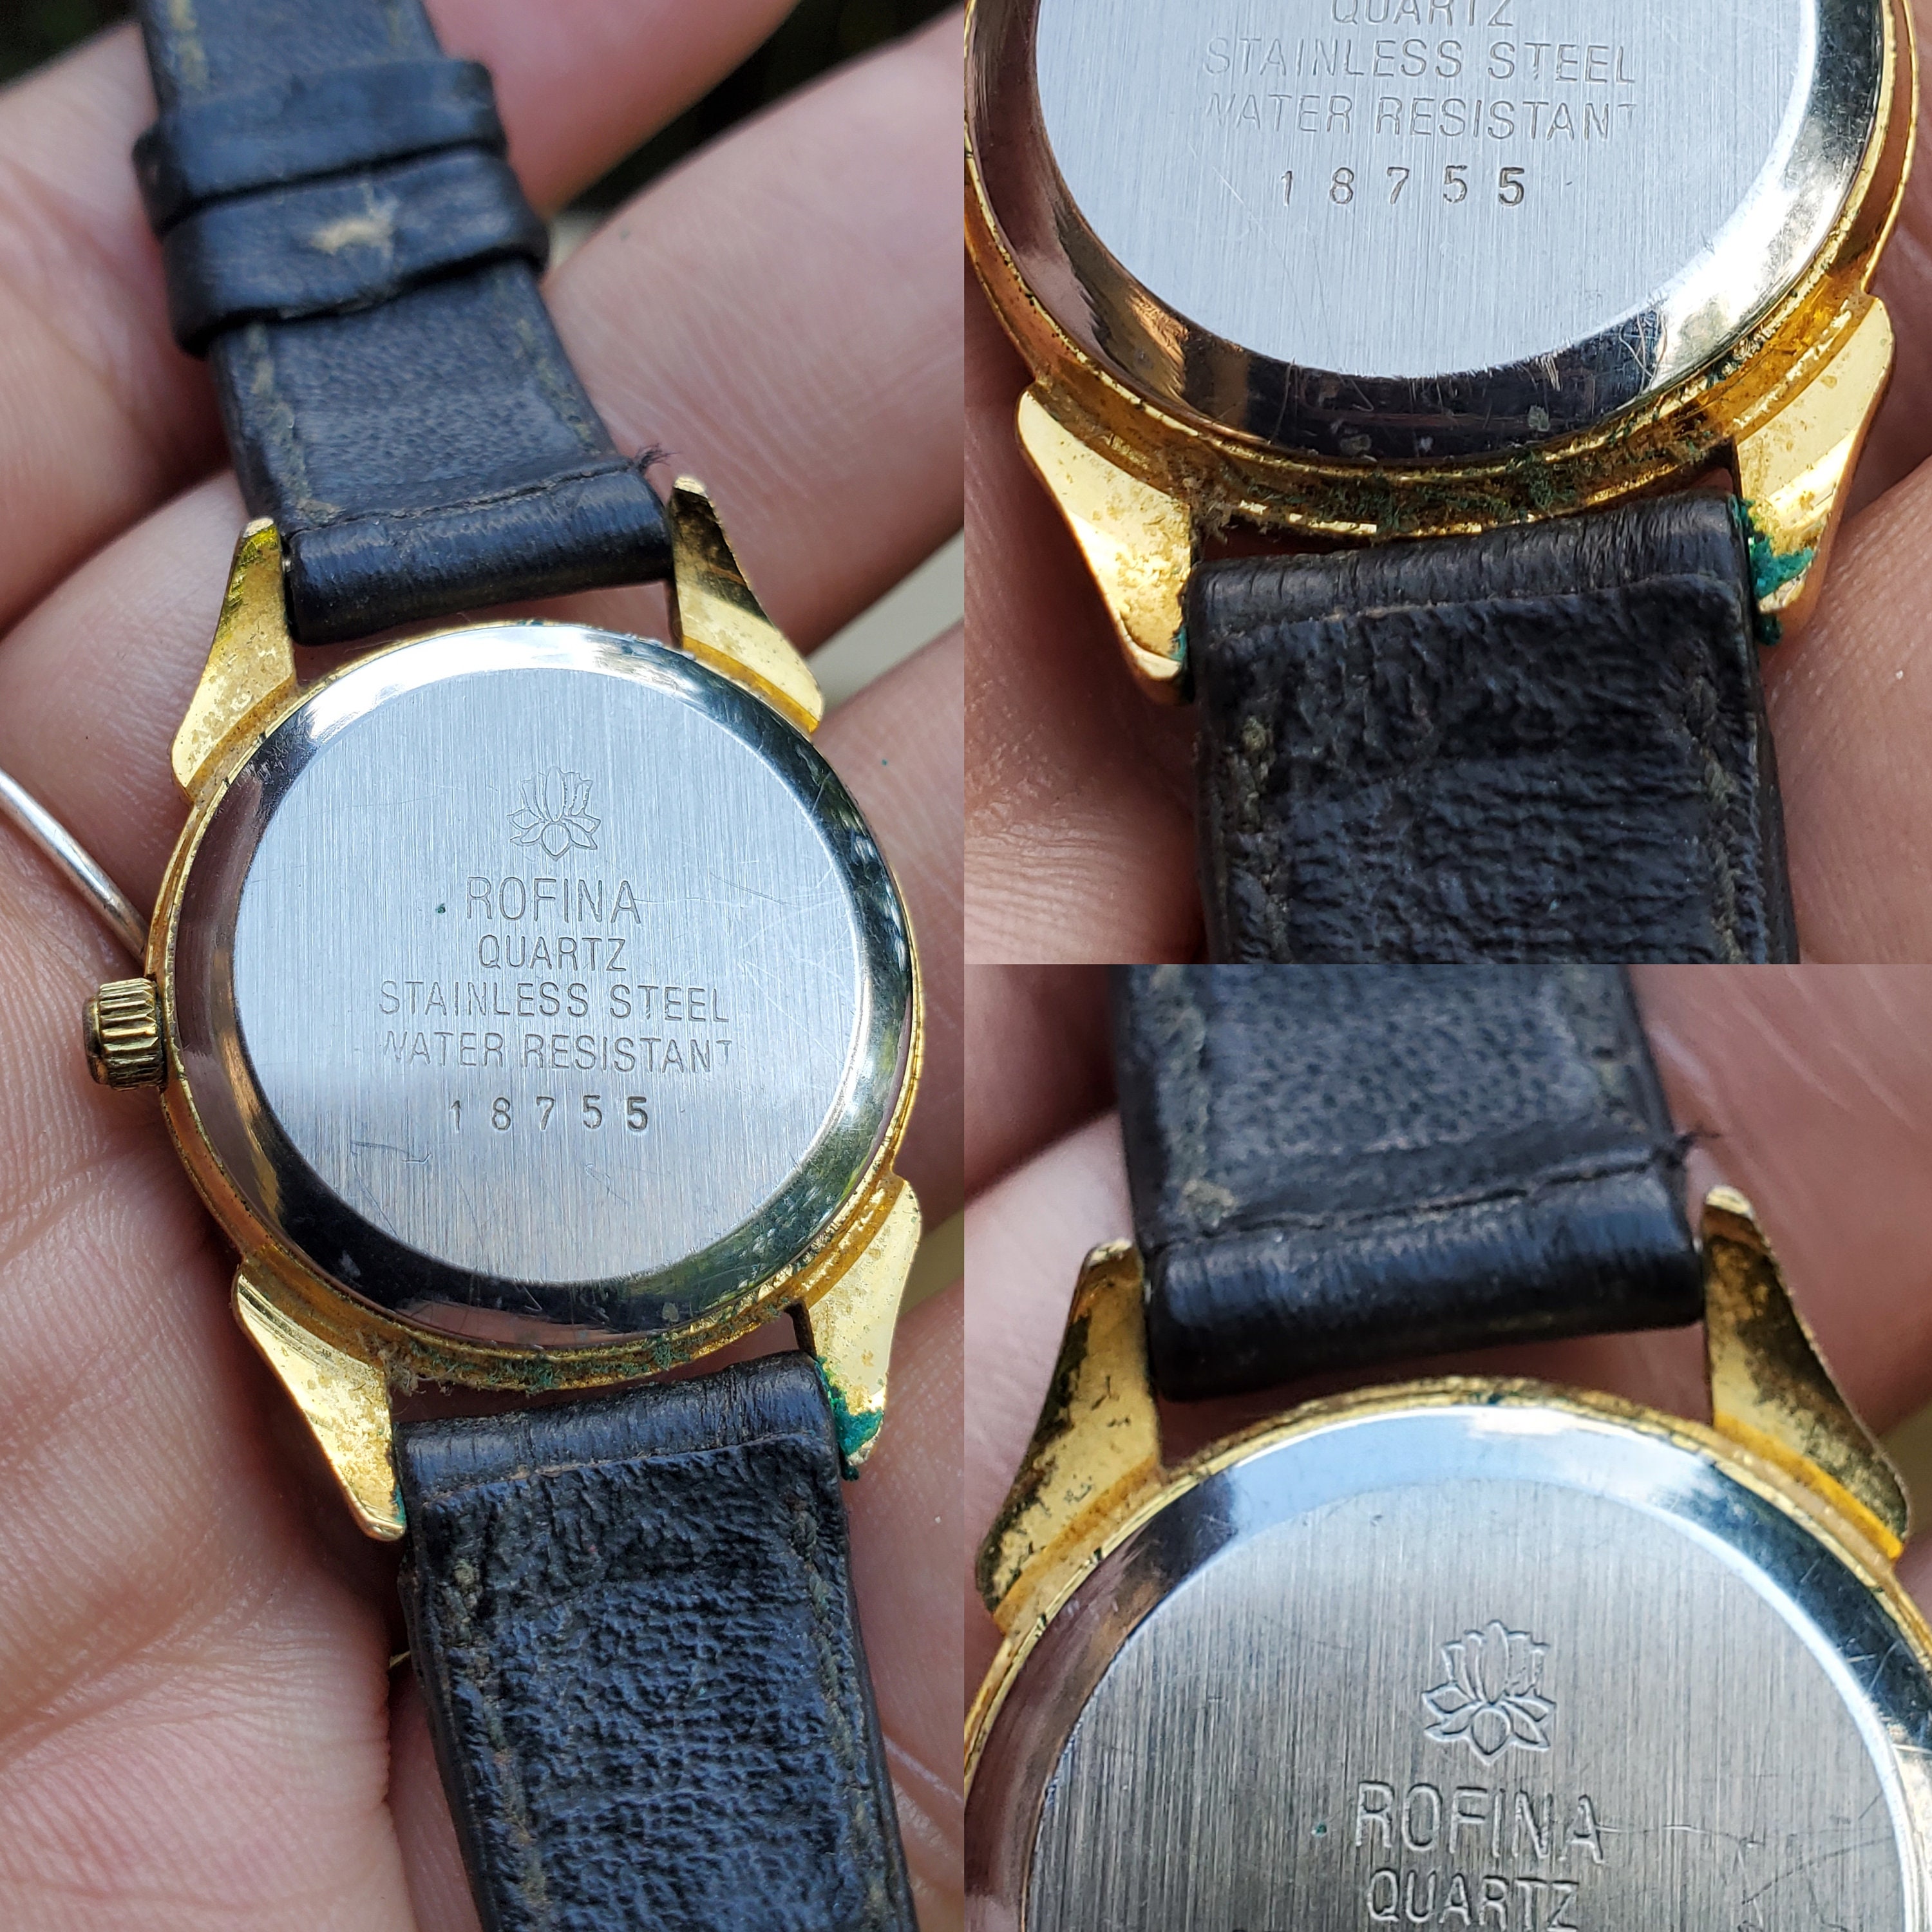 ROFINA
QUARTZ
STAINLESS STEEL
WATER RESISTANT
18755
QUARTZ
STAINLESS STEEL
WATER RESISTANT
18755
ROFINA
QUARTZ